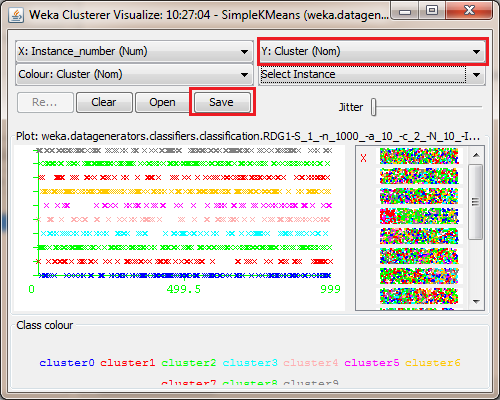 Weka Clusterer Visualize: 10:27:04 - SimpleKMeans (weka.datagenera...
X: Instance_number (Num)
Y: Cluster (Nom)
Colour: Cluster (Nom)
Select Instance
Re...
Clear
Open
Save
Jitter
Plot: weka.datagenerators.classifiers.classification.RDG1-S_1_-n_1000_-a_10_-c_2_-N_10_-I...
X
0
499.5
999
Class colour
cluster0 cluster1 cluster2 cluster3 cluster4 cluster5 cluster6
cluster7 cluster8 cluster9